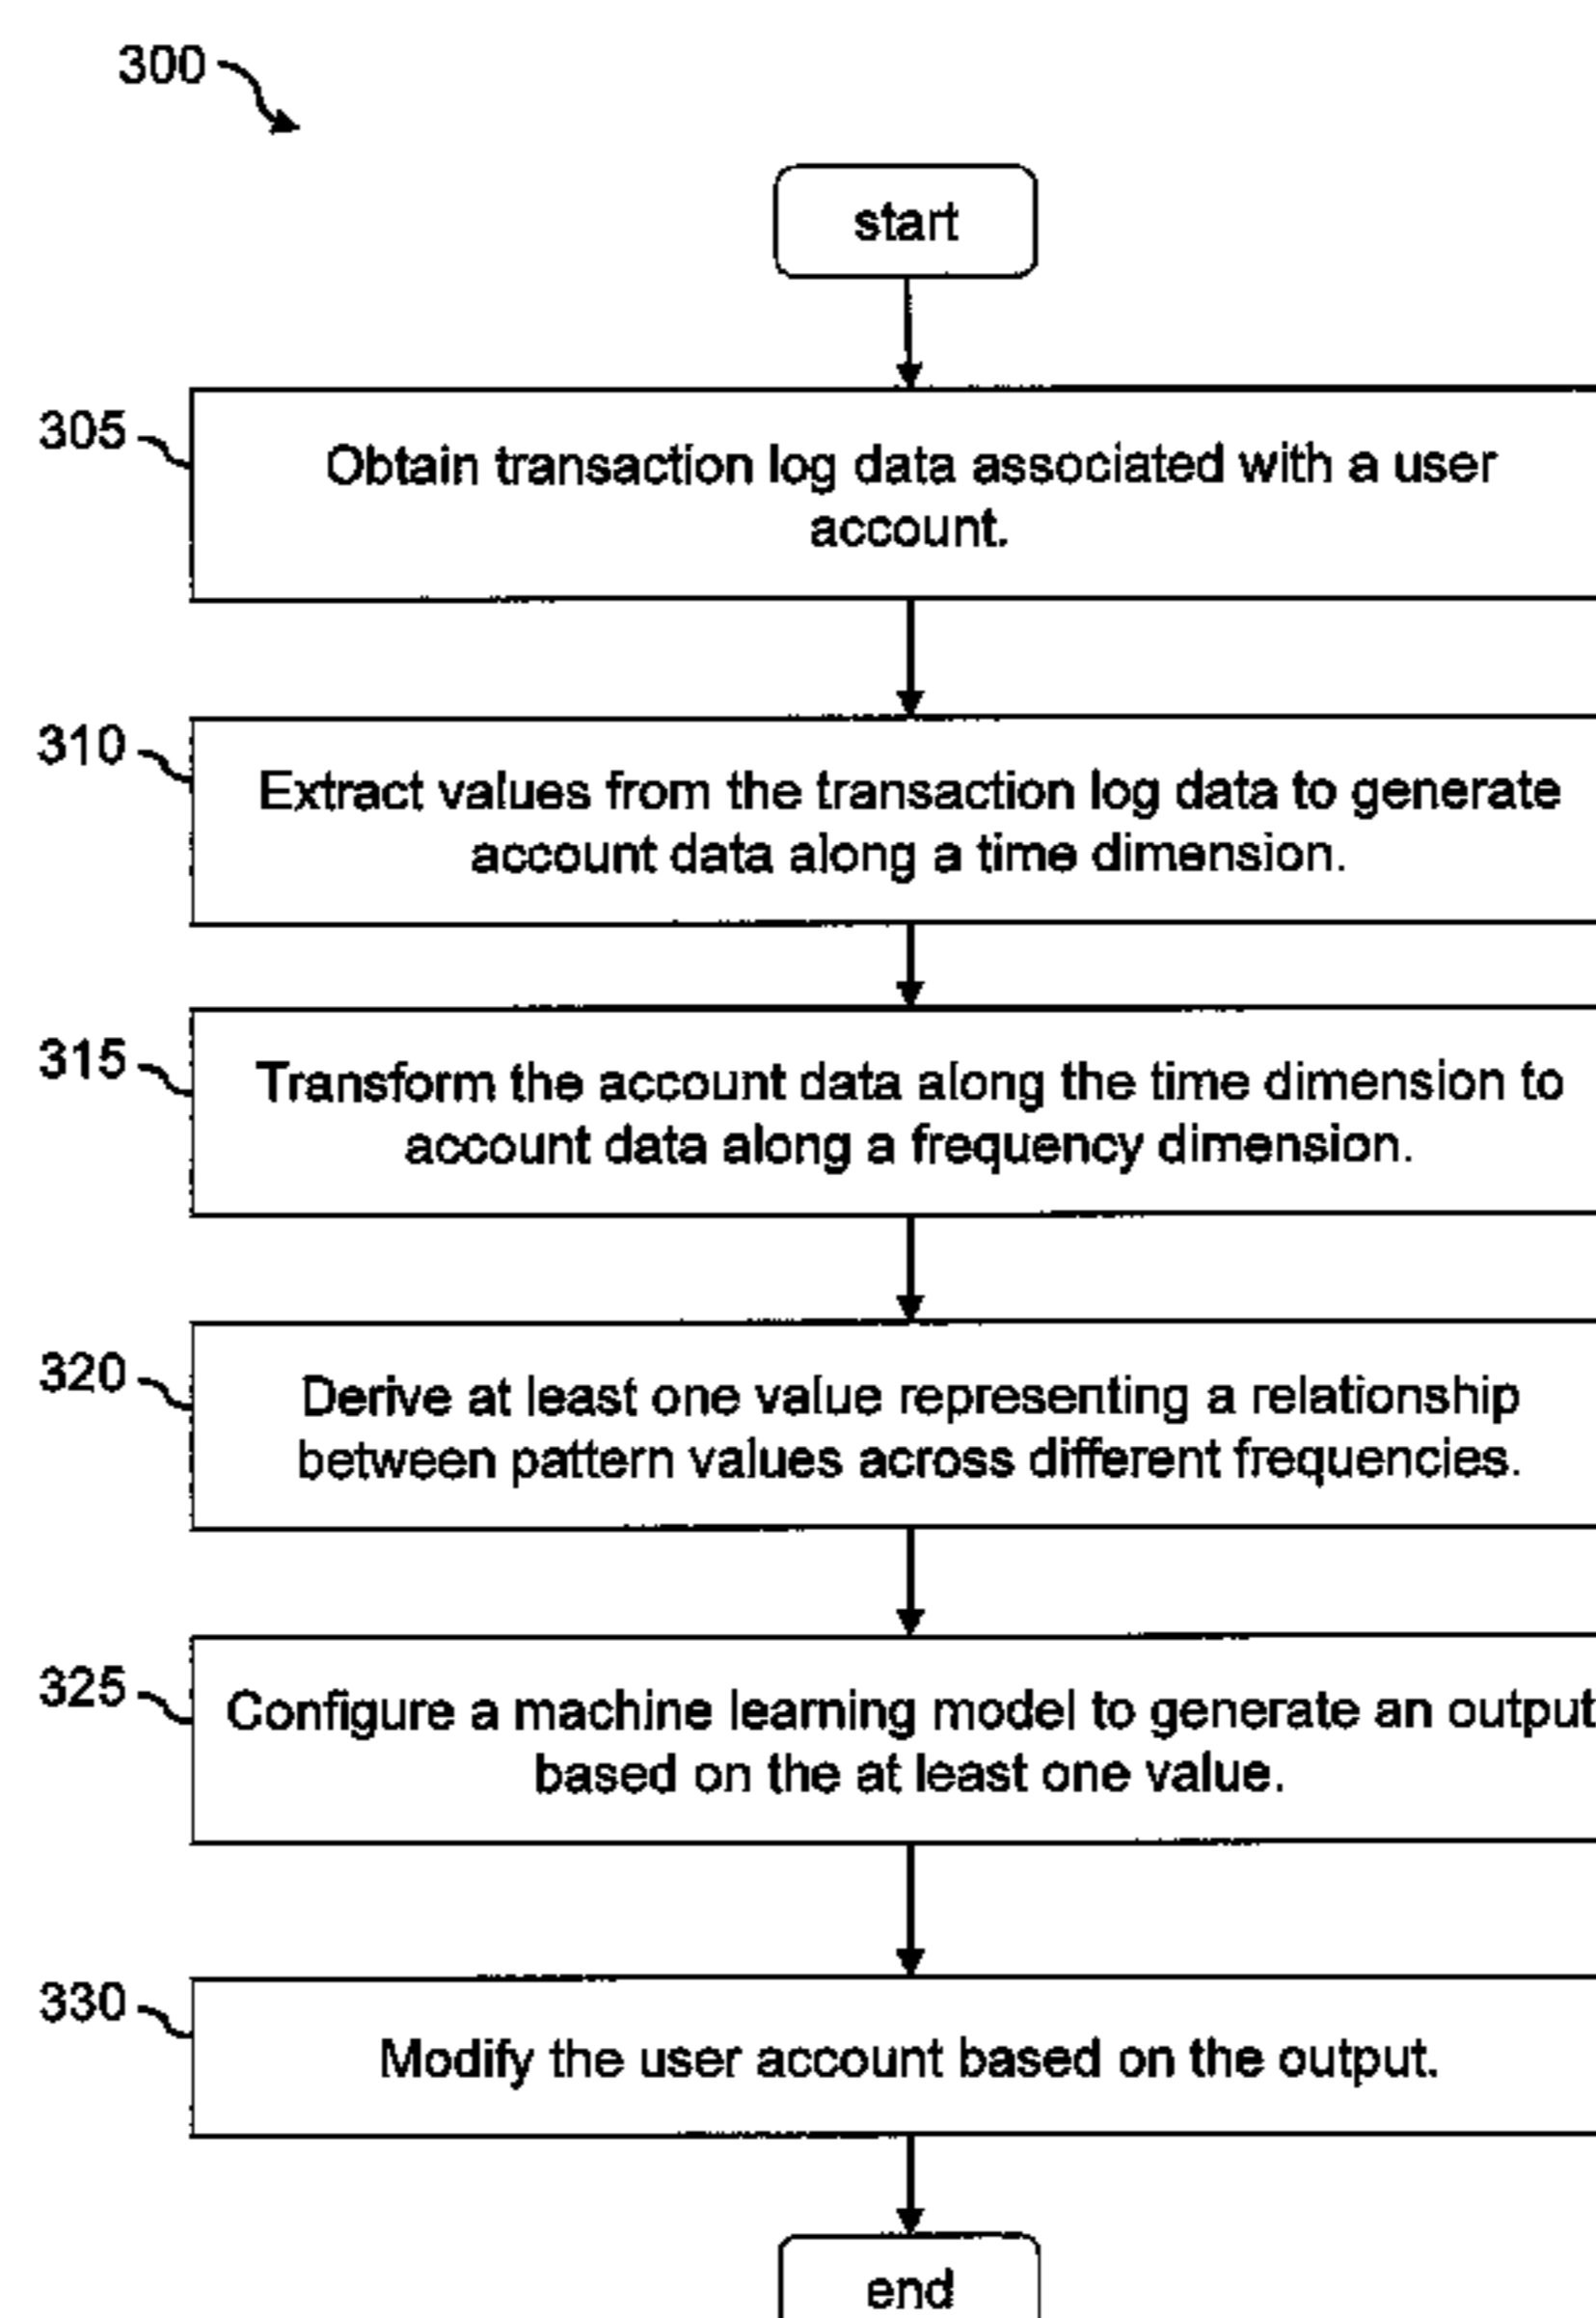 300
start
305
Obtain transaction log data associated with a user
account.
310
Extract values from the transaction log data to generate
account data along a time dimension.
315
Transform the account data along the time dimension to
account data along a frequency dimension.
320
Derive at least one value representing a relationship
between pattern values across different frequencies.
325
Configure a machine learning model to generate an output
based on the at least one value.
330
Modify the user account based on the output.
end